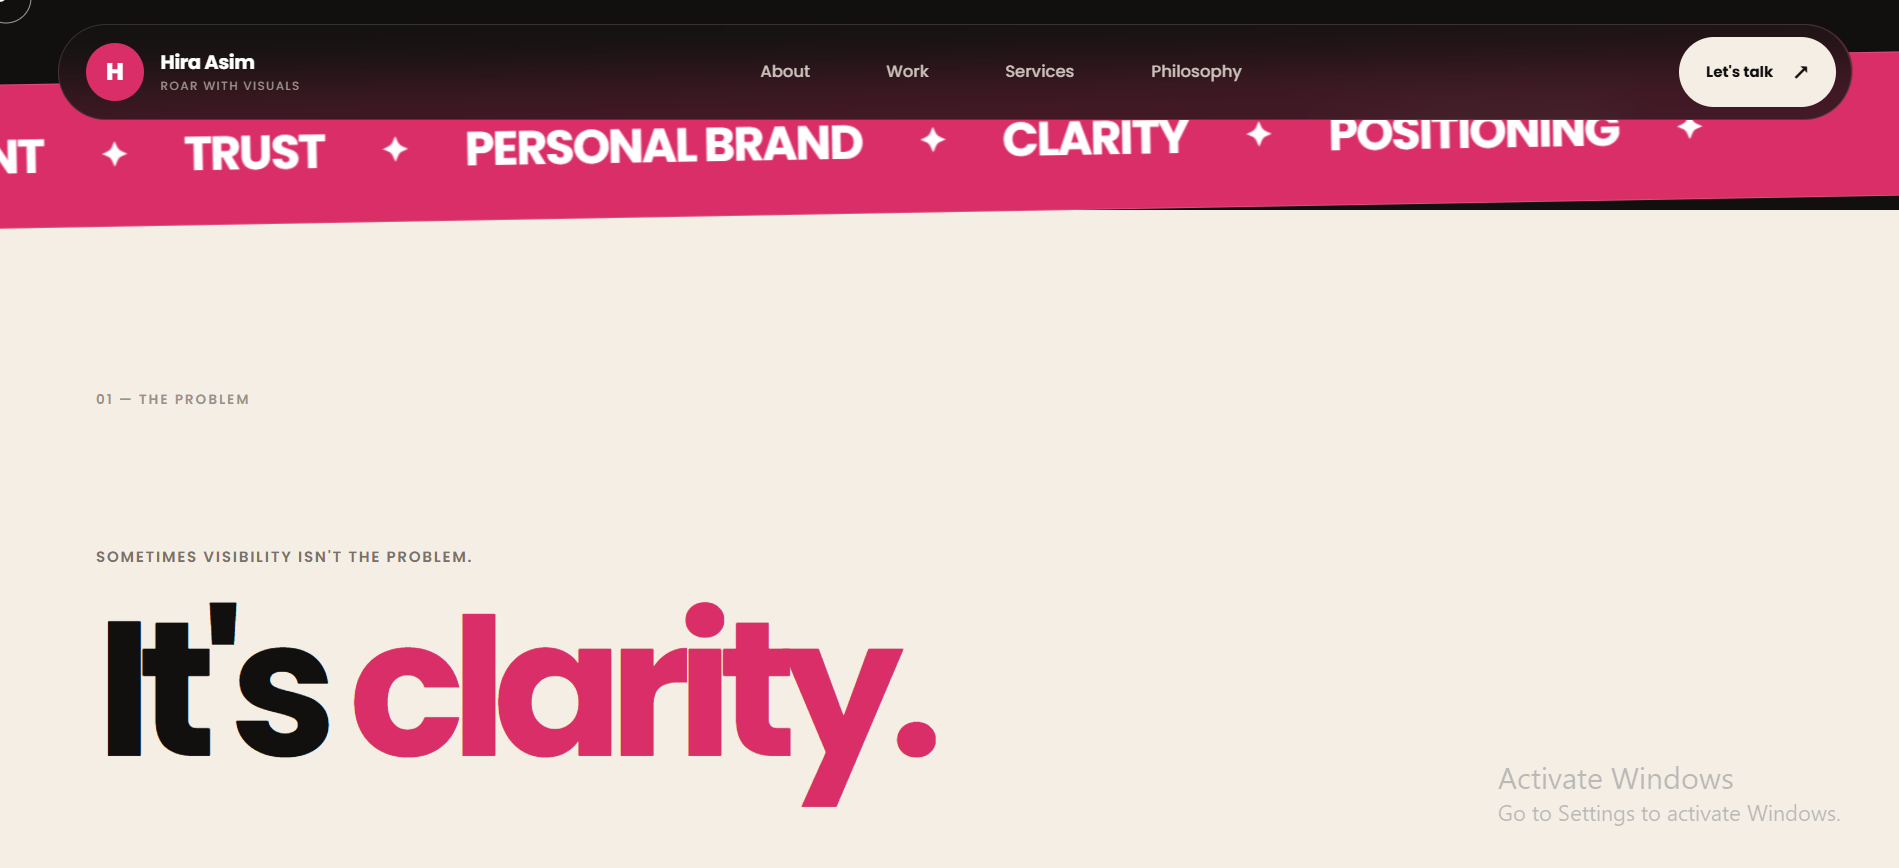 H
Hira Asim
ROAR WITH VISUALS
About
Work
Services
Philosophy
Let's talk ↗
NT ✦ TRUST ✦ PERSONAL BRAND ✦ CLARITY ✦ POSITIONING ✦
01 — THE PROBLEM
SOMETIMES VISIBILITY ISN'T THE PROBLEM.
It's clarity.
Activate Windows
Go to Settings to activate Windows.